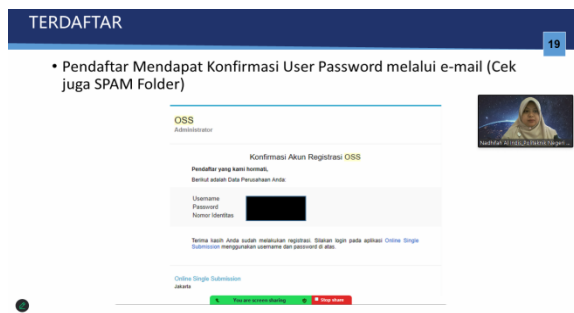 TERDAFTAR
19
• Pendaftar Mendapat Konfirmasi User Password melalui e-mail (Cek
juga SPAM Folder)
OSS
Administrator
Konfirmasi Akun Registrasi OSS
Pendaftar yang kami hormati,
Berikut adalah Data Perusahaan Anda:
Username
Password
Nomor Identitas
Terima kasih Anda sudah melakukan registrasi. Silakan login pada aplikasi Online Single
Submission menggunakan username dan password di atas.
Online Single Submission
Jakarta
You are screen sharing
Stop share